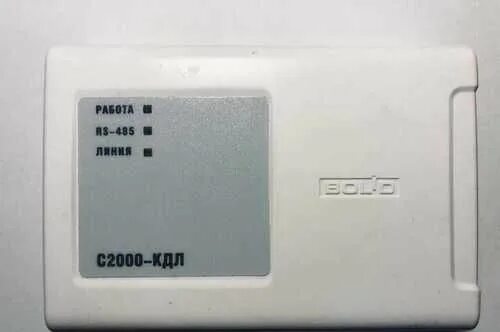 РАБОТА
RS-485
ЛИНИЯ
BOLID
С2000-КДЛ